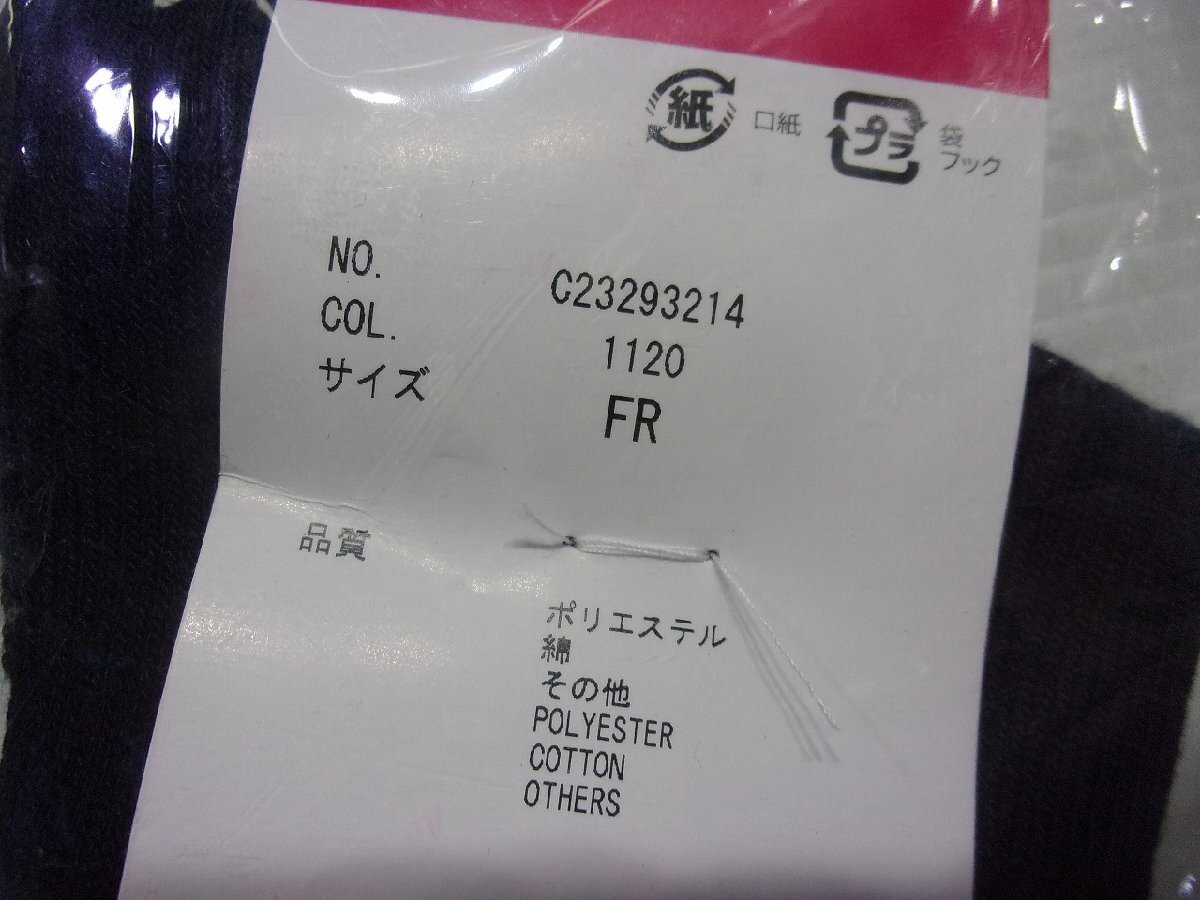 紙 口紙 プラ 袋
フック
NO. C23293214
COL. 1120
サイズ FR
品質
ポリエステル
綿
その他
POLYESTER
COTTON
OTHERS